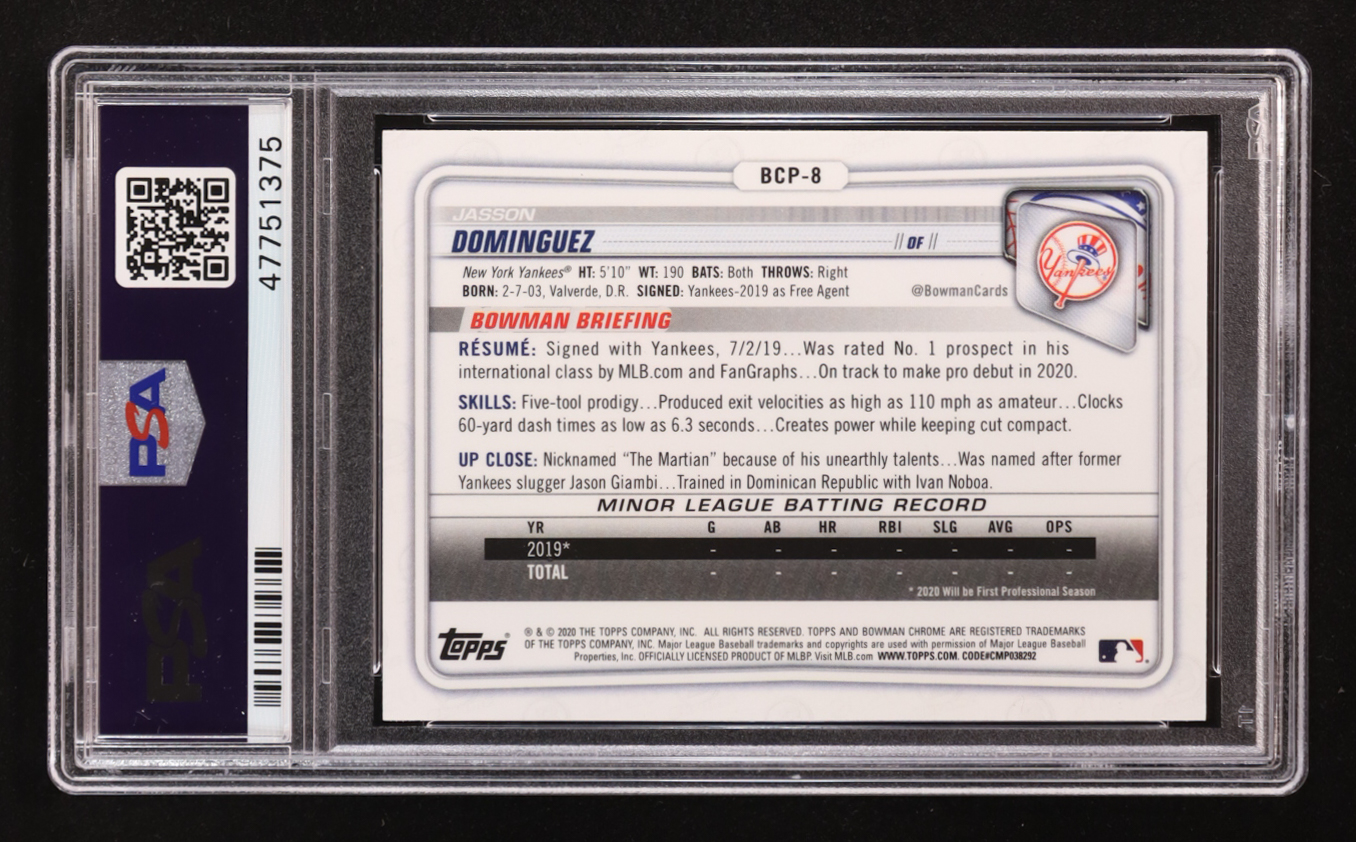 47751375
PSA
PSA
PSA
BCP-8
JASSON
DOMINGUEZ // OF //
New York Yankees® HT: 5'10" WT: 190 BATS: Both THROWS: Right
BORN: 2-7-03, Valverde, D.R. SIGNED: Yankees-2019 as Free Agent @BowmanCards
Yankees
BOWMAN BRIEFING
RÉSUMÉ: Signed with Yankees, 7/2/19...Was rated No. 1 prospect in his
international class by MLB.com and FanGraphs...On track to make pro debut in 2020.
SKILLS: Five-tool prodigy...Produced exit velocities as high as 110 mph as amateur...Clocks
60-yard dash times as low as 6.3 seconds...Creates power while keeping cut compact.
UP CLOSE: Nicknamed “The Martian” because of his unearthly talents...Was named after former
Yankees slugger Jason Giambi...Trained in Dominican Republic with Ivan Noboa.
MINOR LEAGUE BATTING RECORD
YR G AB HR RBI SLG AVG OPS
2019* - - - - - - -
TOTAL - - - - - - -
* 2020 Will be First Professional Season
Topps®
® & © 2020 THE TOPPS COMPANY, INC. ALL RIGHTS RESERVED. TOPPS AND BOWMAN CHROME ARE REGISTERED TRADEMARKS
OF THE TOPPS COMPANY, INC. Major League Baseball trademarks and copyrights are used with permission of Major League Baseball
Properties, Inc. OFFICIALLY LICENSED PRODUCT OF MLBP. Visit MLB.com WWW.TOPPS.COM. CODE#CMP038292